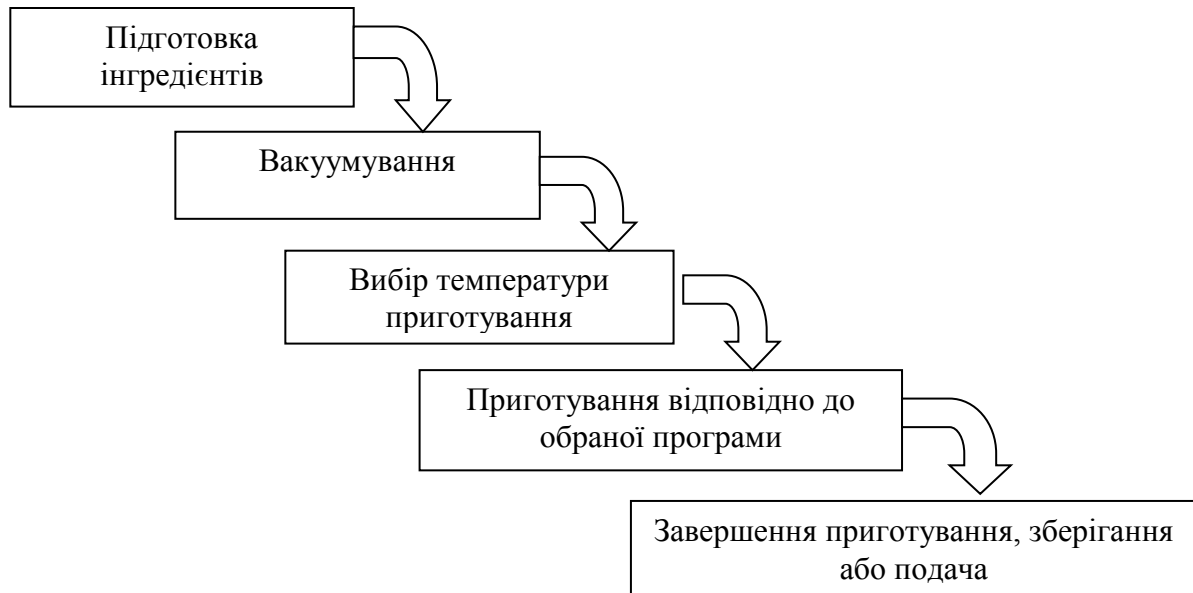 Підготовка
інгредієнтів
Вакуумування
Вибір температури
приготування
Приготування відповідно до
обраної програми
Завершення приготування, зберігання
або подача